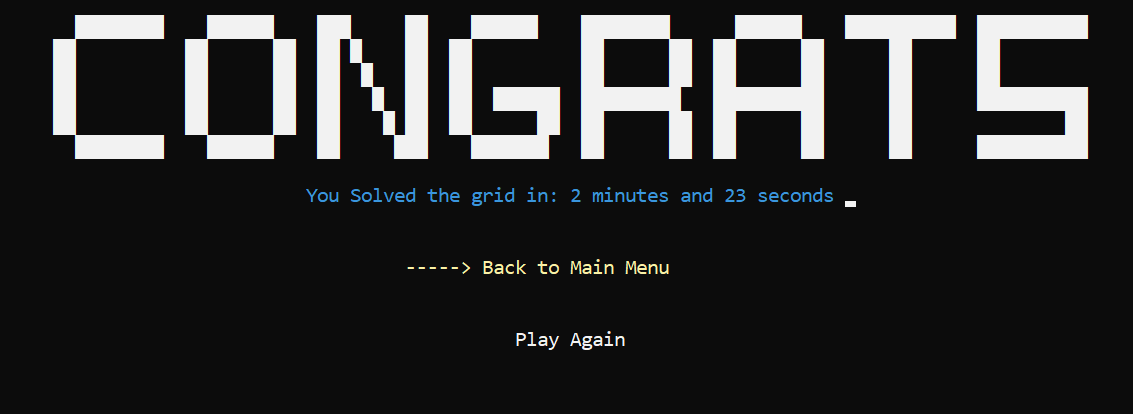 CONGRATS
You Solved the grid in: 2 minutes and 23 seconds
-----> Back to Main Menu
Play Again